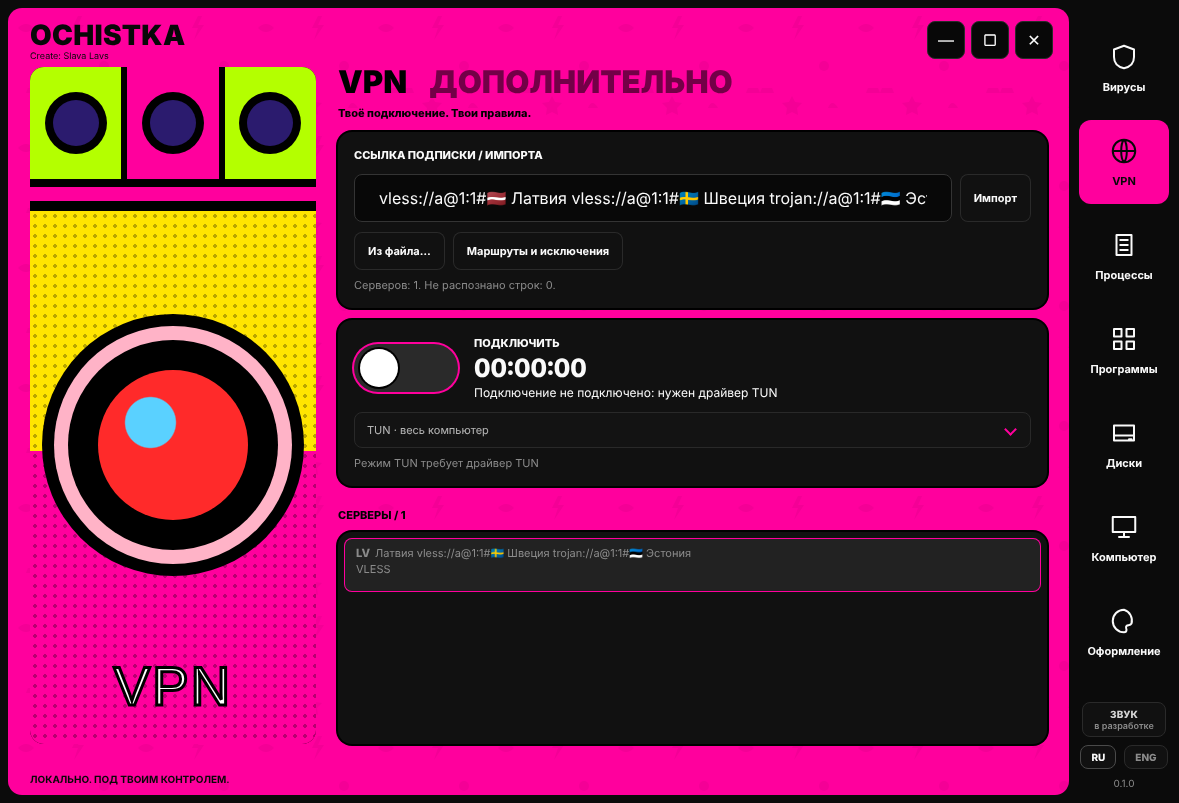 OCHISTKA
Create: Slava Lavs
VPN ДОПОЛНИТЕЛЬНО
Твоё подключение. Твои правила.
ССЫЛКА ПОДПИСКИ / ИМПОРТА
vless://a@1:1#🇱🇻 Латвия vless://a@1:1#🇸🇪 Швеция trojan://a@1:1#🇪🇪 Эст
Импорт
Из файла...
Маршруты и исключения
Серверов: 1. Не распознано строк: 0.
ПОДКЛЮЧИТЬ
00:00:00
Подключение не подключено: нужен драйвер TUN
TUN · весь компьютер
Режим TUN требует драйвер TUN
СЕРВЕРЫ / 1
LV Латвия vless://a@1:1#🇸🇪 Швеция trojan://a@1:1#🇪🇪 Эстония
VLESS
VPN
ЛОКАЛЬНО. ПОД ТВОИМ КОНТРОЛЕМ.
Вирусы
VPN
Процессы
Программы
Диски
Компьютер
Оформление
ЗВУК
в разработке
RU ENG
0.1.0